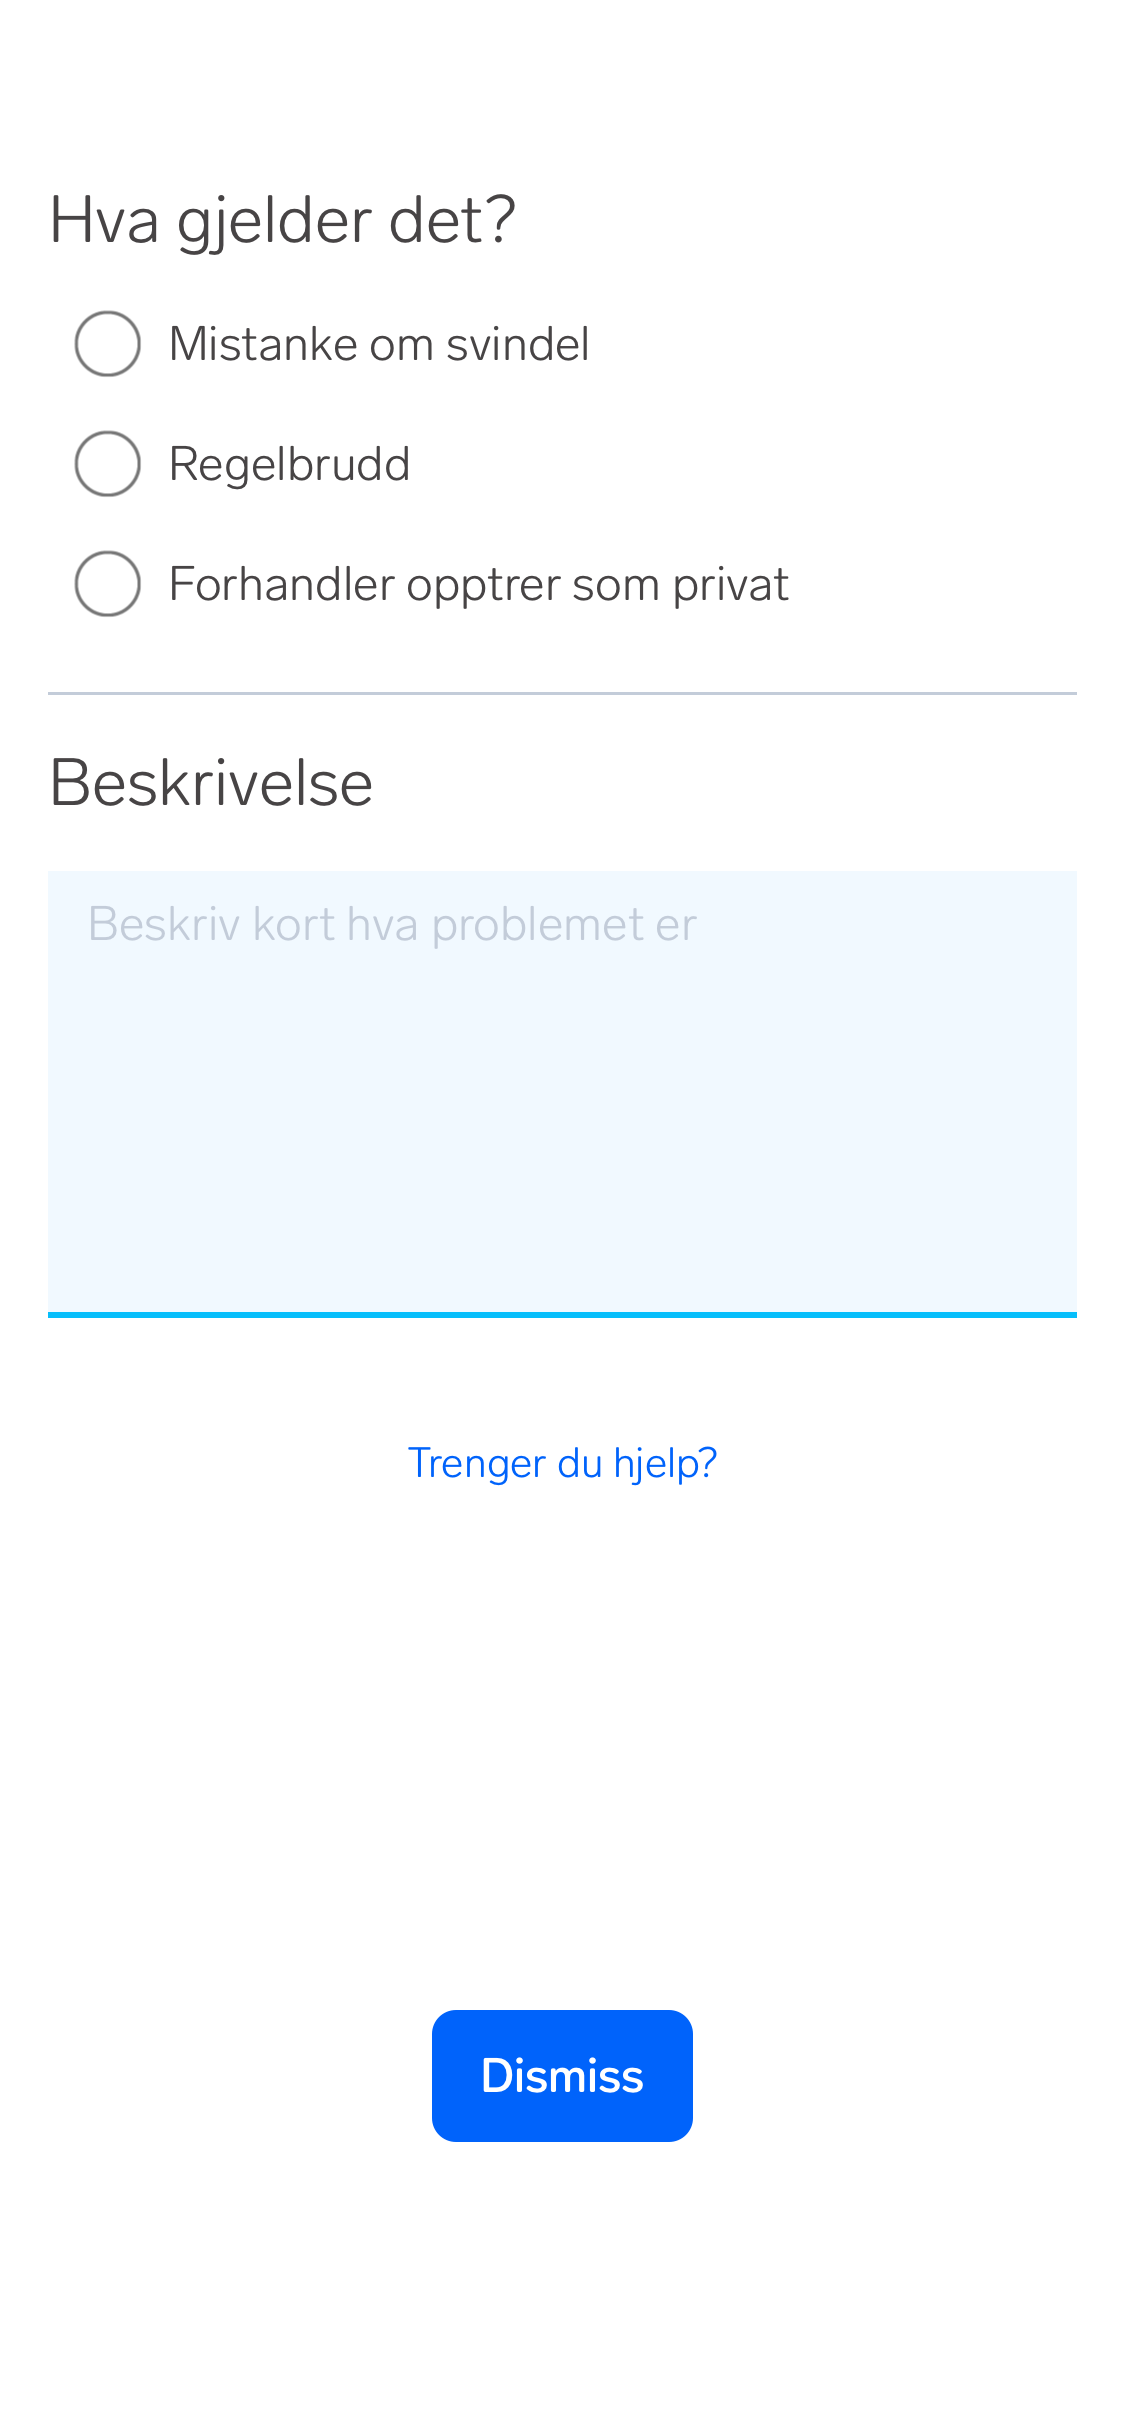 Hva gjelder det?
Mistanke om svindel
Regelbrudd
Forhandler opptrer som privat
Beskrivelse
Beskriv kort hva problemet er
Trenger du hjelp?
Dismiss